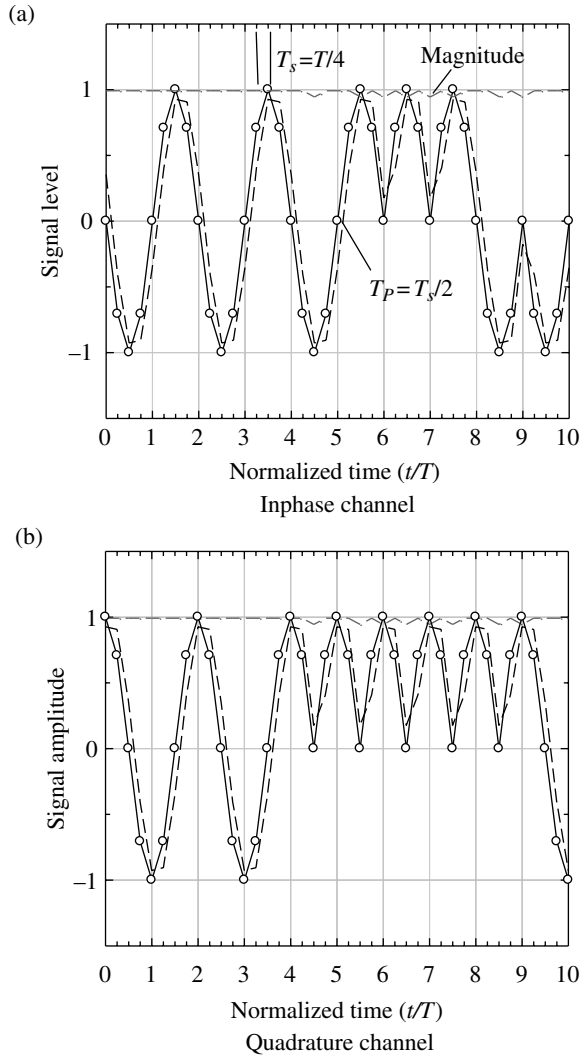 (a)
T_s = T/4
Magnitude
1
0
−1
Signal level
T_P = T_s/2
0 1 2 3 4 5 6 7 8 9 10
Normalized time (t/T)
Inphase channel
(b)
1
0
−1
Signal amplitude
0 1 2 3 4 5 6 7 8 9 10
Normalized time (t/T)
Quadrature channel